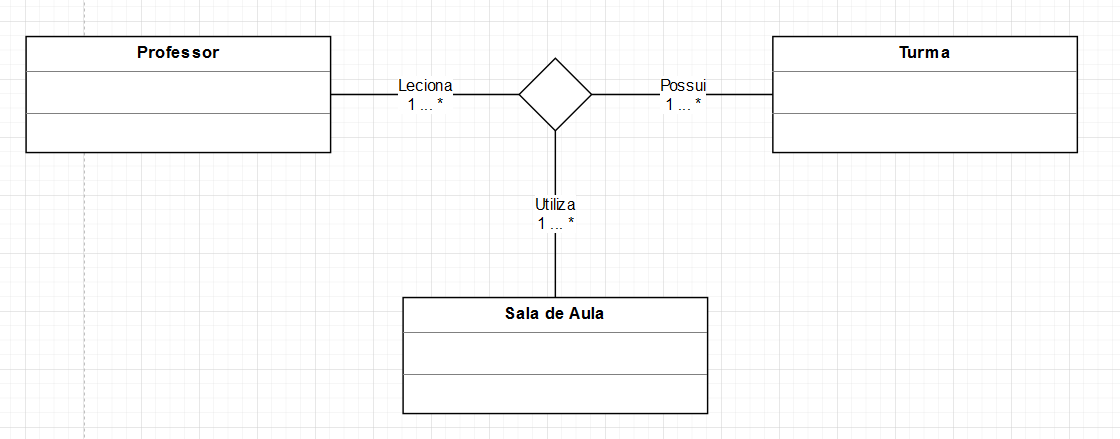 Professor
Turma
Leciona
1 ... *
Possui
1 ... *
Utiliza
1 ... *
Sala de Aula